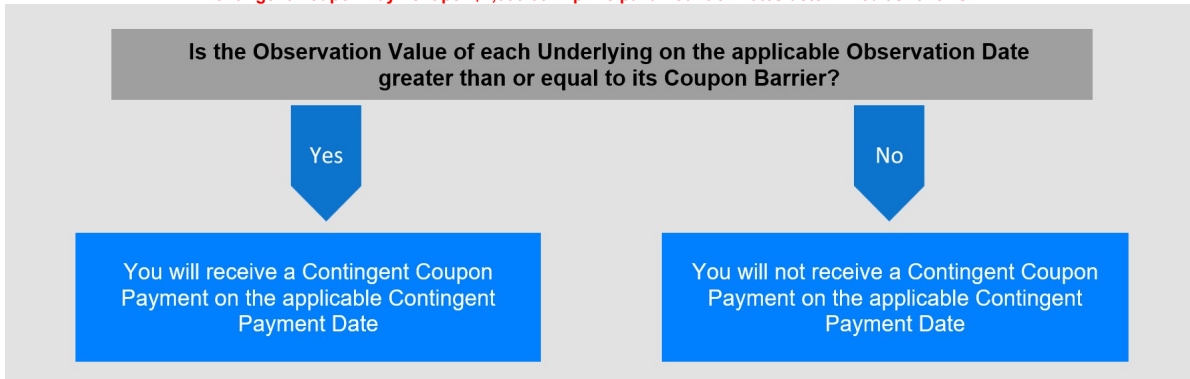 Is the Observation Value of each Underlying on the applicable Observation Date
greater than or equal to its Coupon Barrier?
Yes
No
You will receive a Contingent Coupon
Payment on the applicable Contingent
Payment Date
You will not receive a Contingent Coupon
Payment on the applicable Contingent
Payment Date